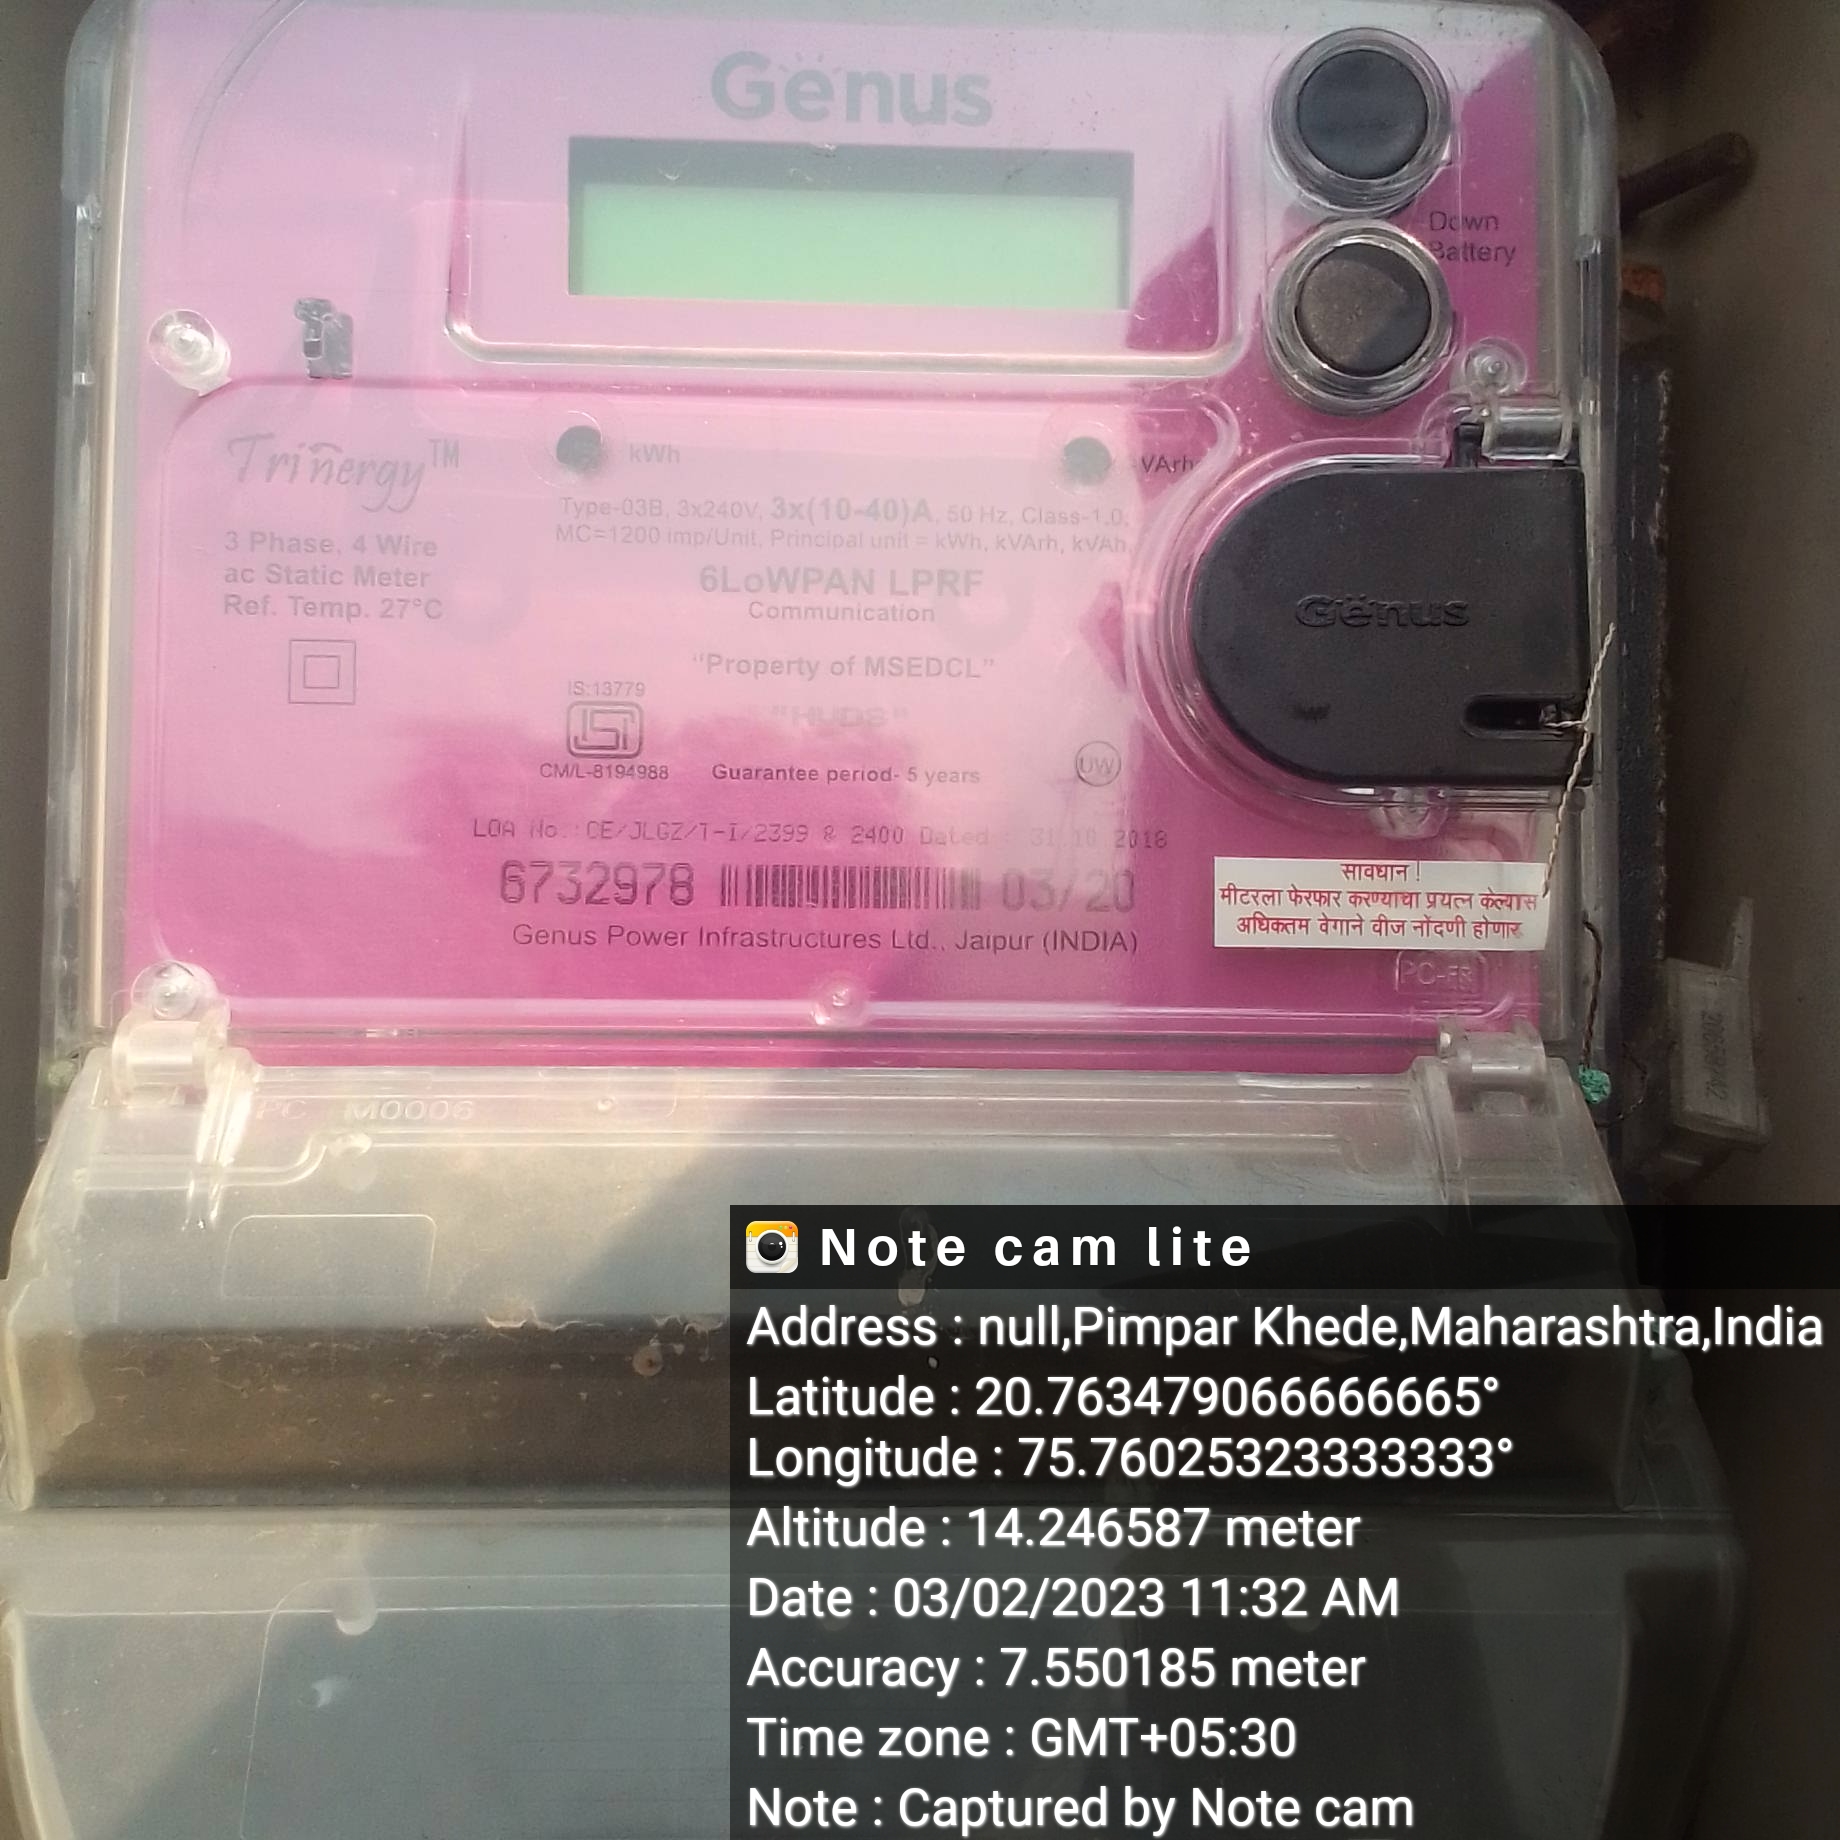 Genus
Down
Battery
Trinergy™
kWh
VArh
Type-03B, 3x240V, 3x(10-40)A, 50 Hz, Class-1.0,
MC=1200 imp/Unit, Principal unit = kWh, kVArh, kVAh,
3 Phase, 4 Wire
ac Static Meter
Ref. Temp. 27°C
6LoWPAN LPRF
Communication
Genus
"Property of MSEDCL"
IS:13779
"HUDS"
ISI
CM/L-8194988
Guarantee period- 5 years
UW
LOA No.:CE/JLGZ/T-I/2399 & 2400 Dated : 31.10.2018
6732978 03/20
Genus Power Infrastructures Ltd., Jaipur (INDIA)
सावधान !
मीटरला फेरफार करण्याचा प्रयत्न केल्यास
अधिकतम वेगाने वीज नोंदणी होणार
PC-FR
PC M0006
Note cam lite
Address : null,Pimpar Khede,Maharashtra,India
Latitude : 20.763479066666665°
Longitude : 75.76025323333333°
Altitude : 14.246587 meter
Date : 03/02/2023 11:32 AM
Accuracy : 7.550185 meter
Time zone : GMT+05:30
Note : Captured by Note cam